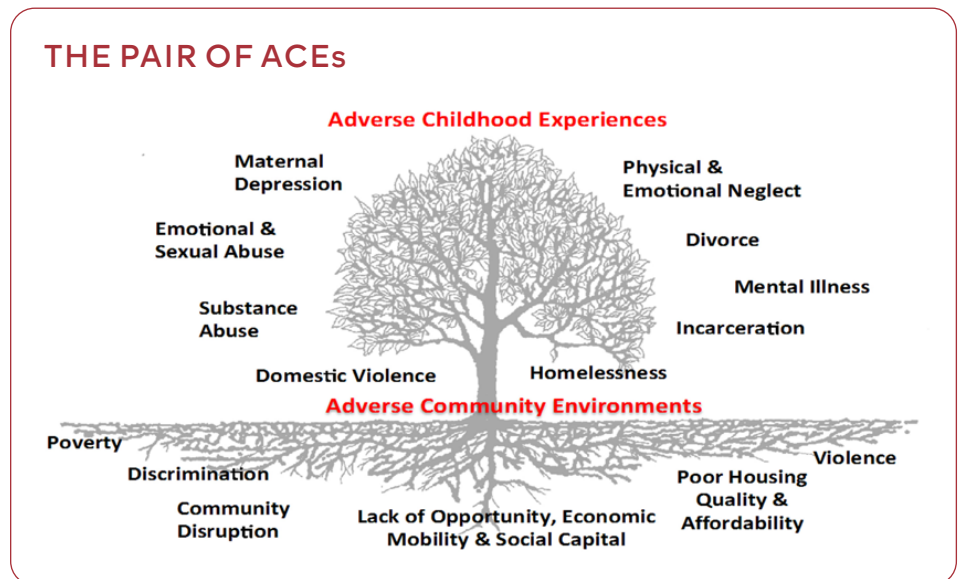 THE PAIR OF ACEs
Adverse Childhood Experiences
Maternal
Depression
Physical &
Emotional Neglect
Emotional &
Sexual Abuse
Divorce
Mental Illness
Substance
Abuse
Incarceration
Domestic Violence
Homelessness
Adverse Community Environments
Poverty
Violence
Discrimination
Poor Housing
Quality &
Affordability
Community
Disruption
Lack of Opportunity, Economic
Mobility & Social Capital